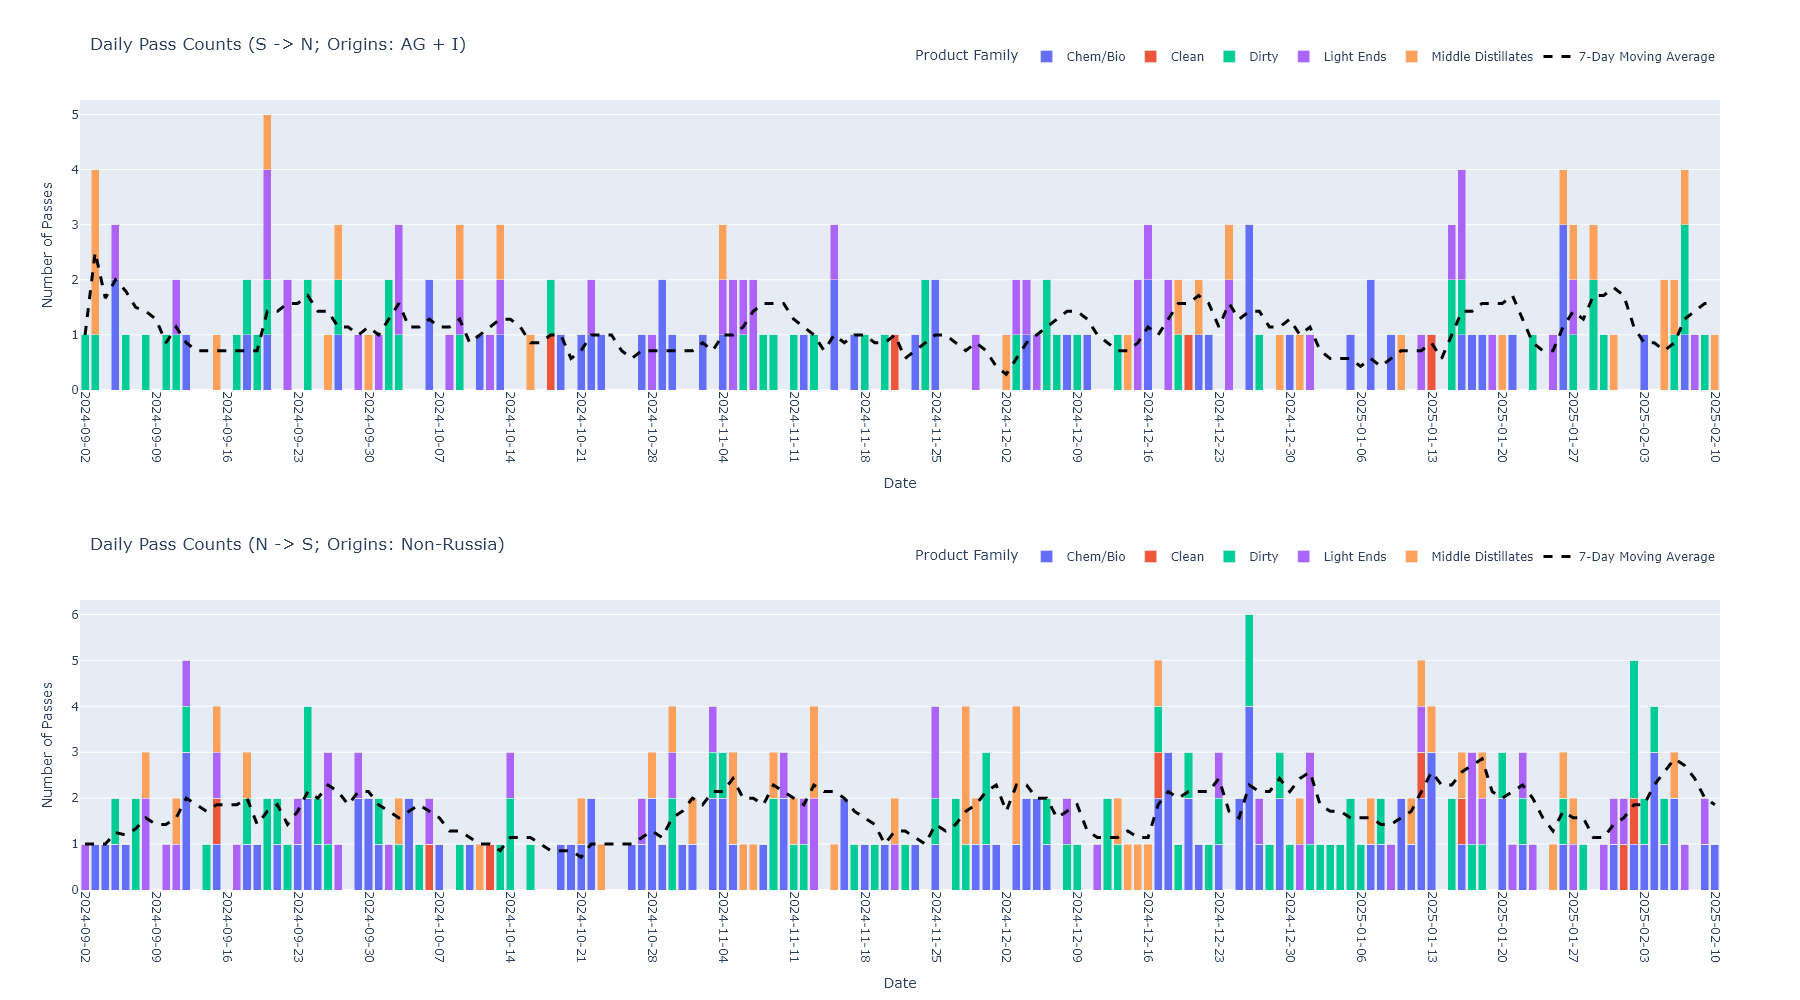 Daily Pass Counts (S -> N; Origins: AG + I)
Product Family Chem/Bio Clean Dirty Light Ends Middle Distillates 7-Day Moving Average
Number of Passes
5
4
3
2
1
0
2024-09-02 2024-09-09 2024-09-16 2024-09-23 2024-09-30 2024-10-07 2024-10-14 2024-10-21 2024-10-28 2024-11-04 2024-11-11 2024-11-18 2024-11-25 2024-12-02 2024-12-09 2024-12-16 2024-12-23 2024-12-30 2025-01-06 2025-01-13 2025-01-20 2025-01-27 2025-02-03 2025-02-10
Date
Daily Pass Counts (N -> S; Origins: Non-Russia)
Product Family Chem/Bio Clean Dirty Light Ends Middle Distillates 7-Day Moving Average
Number of Passes
6
5
4
3
2
1
0
2024-09-02 2024-09-09 2024-09-16 2024-09-23 2024-09-30 2024-10-07 2024-10-14 2024-10-21 2024-10-28 2024-11-04 2024-11-11 2024-11-18 2024-11-25 2024-12-02 2024-12-09 2024-12-16 2024-12-23 2024-12-30 2025-01-06 2025-01-13 2025-01-20 2025-01-27 2025-02-03 2025-02-10
Date